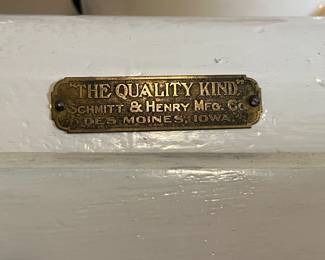 "THE QUALITY KIND"
SCHMITT & HENRY MFG. CO.
DES MOINES, IOWA.